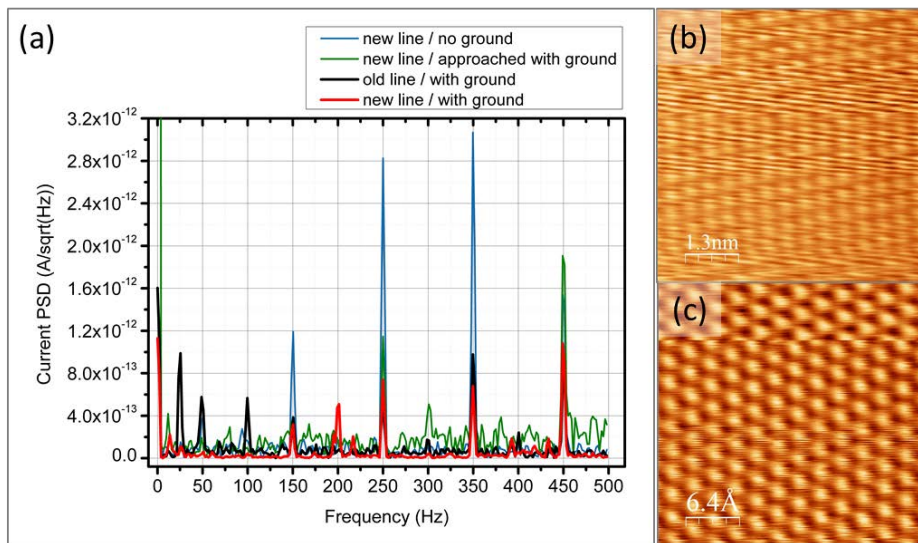 (a)
new line / no ground
new line / approached with ground
old line / with ground
new line / with ground
3.2x10⁻¹²
2.8x10⁻¹²
2.4x10⁻¹²
2.0x10⁻¹²
1.6x10⁻¹²
1.2x10⁻¹²
8.0x10⁻¹³
4.0x10⁻¹³
0.0
Current PSD (A/sqrt(Hz))
0 50 100 150 200 250 300 350 400 450 500
Frequency (Hz)
(b)
1.3nm
(c)
6.4Å